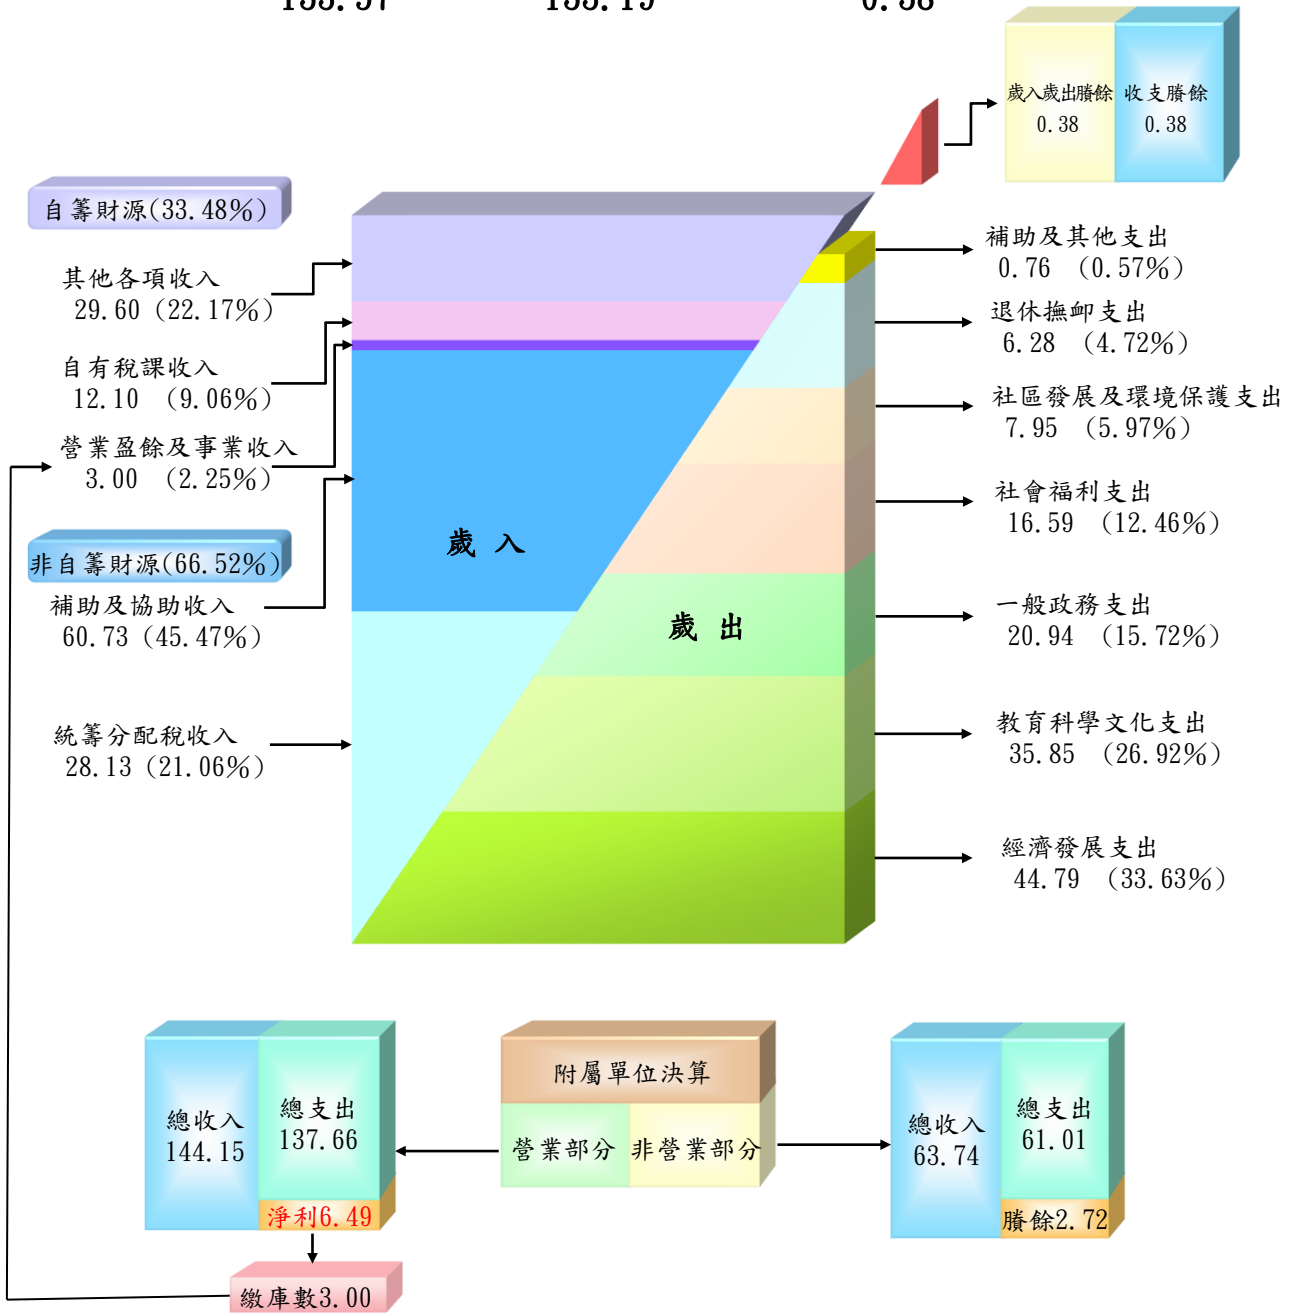 歲入歲出賸餘
0.38
收支賸餘
0.38
自籌財源(33.48%)
其他各項收入
29.60 (22.17%)
自有稅課收入
12.10 (9.06%)
營業盈餘及事業收入
3.00 (2.25%)
非自籌財源(66.52%)
補助及協助收入
60.73 (45.47%)
統籌分配稅收入
28.13 (21.06%)
歲入
歲出
補助及其他支出
0.76 (0.57%)
退休撫卹支出
6.28 (4.72%)
社區發展及環境保護支出
7.95 (5.97%)
社會福利支出
16.59 (12.46%)
一般政務支出
20.94 (15.72%)
教育科學文化支出
35.85 (26.92%)
經濟發展支出
44.79 (33.63%)
總收入
144.15
總支出
137.66
淨利6.49
繳庫數3.00
附屬單位決算
營業部分
非營業部分
總收入
63.74
總支出
61.01
賸餘2.72